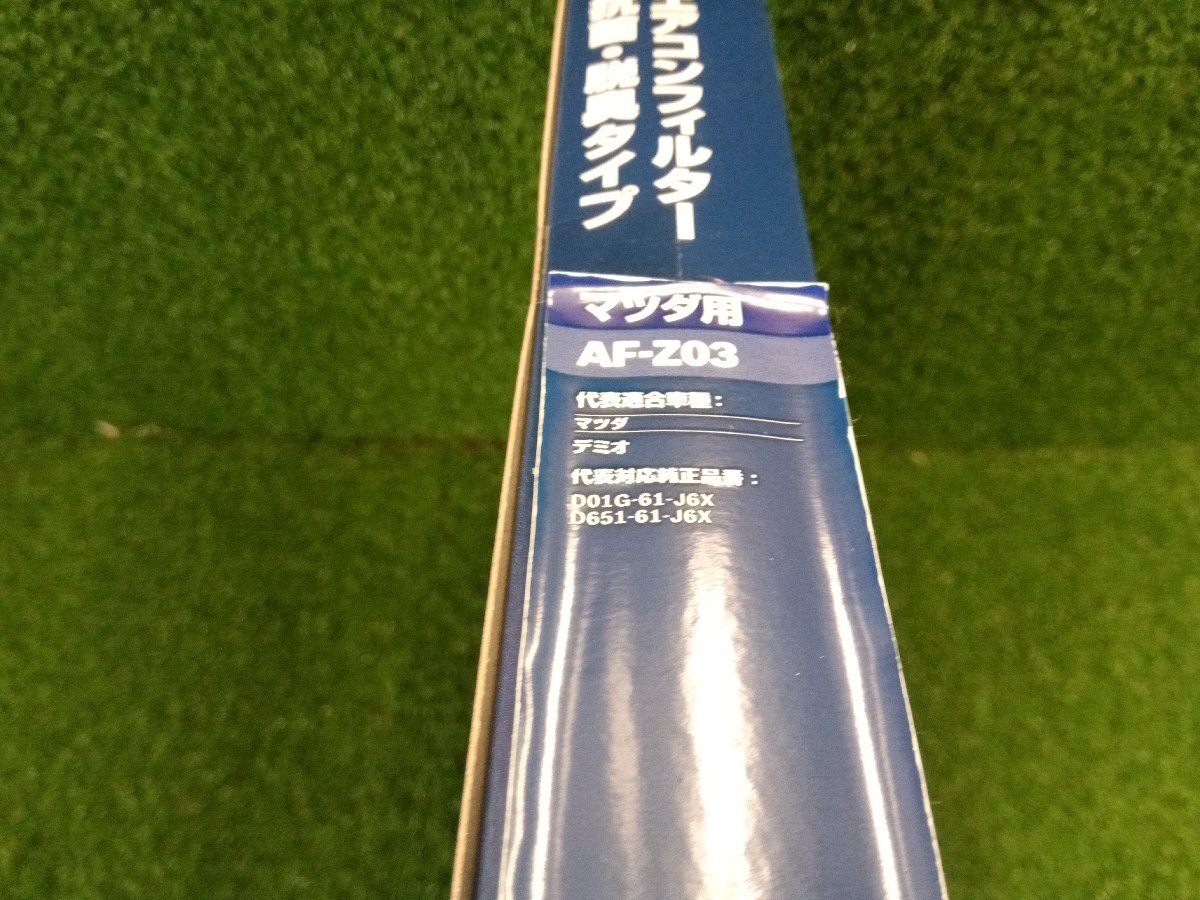 エアコンフィルター
抗菌・脱臭タイプ
マツダ用
AF-Z03
代表適合車種:
マツダ
デミオ
代表対応純正品番:
D01G-61-J6X
D651-61-J6X